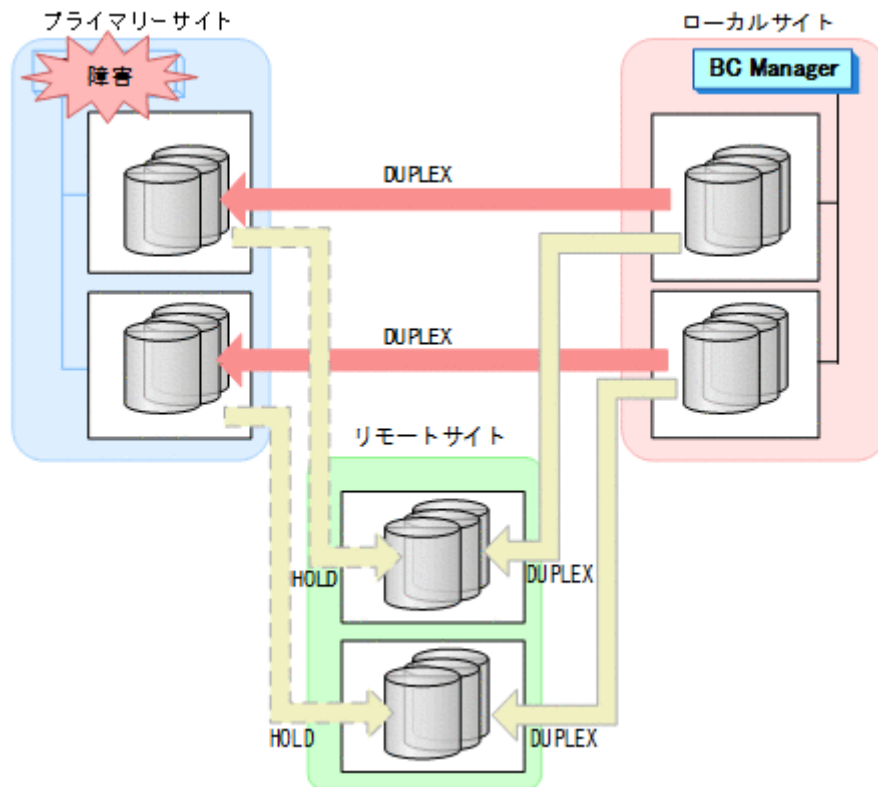 プライマリーサイト
ローカルサイト
障害
BC Manager
DUPLEX
DUPLEX
リモートサイト
HOLD
DUPLEX
HOLD
DUPLEX